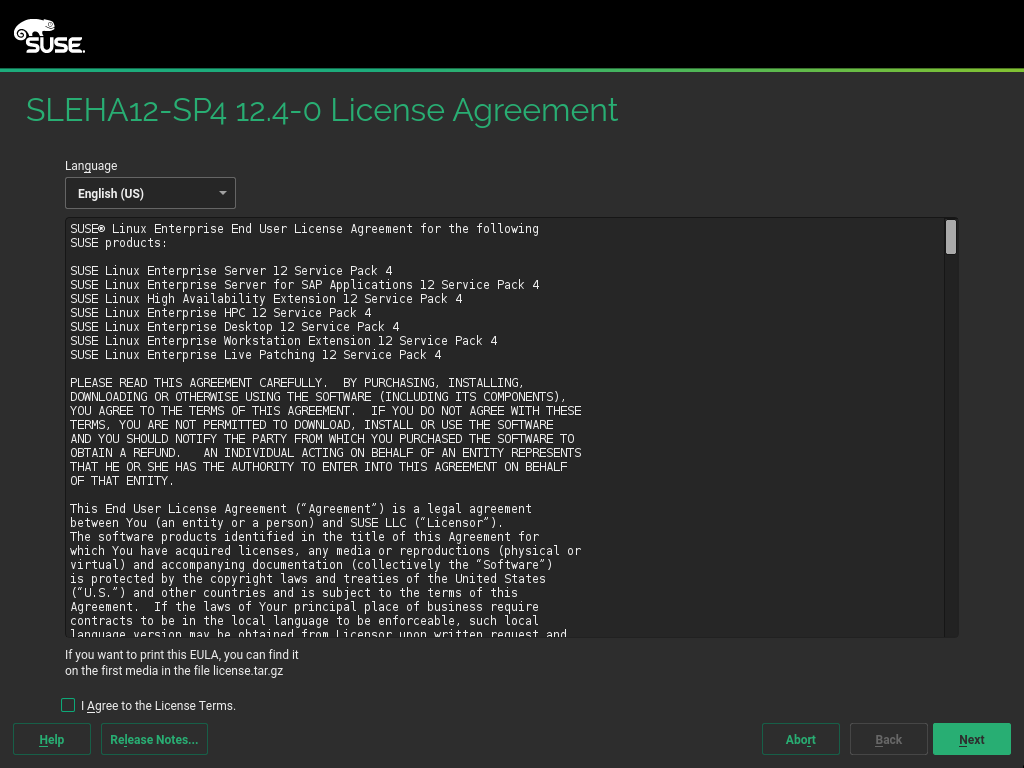 SUSE.
SLEHA12-SP4 12.4-0 License Agreement
Language
English (US)
SUSE® Linux Enterprise End User License Agreement for the following
SUSE products:
SUSE Linux Enterprise Server 12 Service Pack 4
SUSE Linux Enterprise Server for SAP Applications 12 Service Pack 4
SUSE Linux High Availability Extension 12 Service Pack 4
SUSE Linux Enterprise HPC 12 Service Pack 4
SUSE Linux Enterprise Desktop 12 Service Pack 4
SUSE Linux Enterprise Workstation Extension 12 Service Pack 4
SUSE Linux Enterprise Live Patching 12 Service Pack 4
PLEASE READ THIS AGREEMENT CAREFULLY.  BY PURCHASING, INSTALLING,
DOWNLOADING OR OTHERWISE USING THE SOFTWARE (INCLUDING ITS COMPONENTS),
YOU AGREE TO THE TERMS OF THIS AGREEMENT.  IF YOU DO NOT AGREE WITH THESE
TERMS, YOU ARE NOT PERMITTED TO DOWNLOAD, INSTALL OR USE THE SOFTWARE
AND YOU SHOULD NOTIFY THE PARTY FROM WHICH YOU PURCHASED THE SOFTWARE TO
OBTAIN A REFUND.   AN INDIVIDUAL ACTING ON BEHALF OF AN ENTITY REPRESENTS
THAT HE OR SHE HAS THE AUTHORITY TO ENTER INTO THIS AGREEMENT ON BEHALF
OF THAT ENTITY.
This End User License Agreement (“Agreement”) is a legal agreement
between You (an entity or a person) and SUSE LLC (“Licensor”).
The software products identified in the title of this Agreement for
which You have acquired licenses, any media or reproductions (physical or
virtual) and accompanying documentation (collectively the “Software”)
is protected by the copyright laws and treaties of the United States
(“U.S.”) and other countries and is subject to the terms of this
Agreement.  If the laws of Your principal place of business require
contracts to be in the local language to be enforceable, such local
language version may be obtained from Licensor upon written request and
If you want to print this EULA, you can find it
on the first media in the file license.tar.gz
I Agree to the License Terms.
Help
Release Notes...
Abort
Back
Next